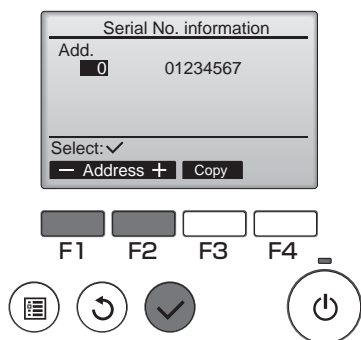 Serial No. information
Add.
0 01234567
Select:✓
− Address + Copy
F1 F2 F3 F4